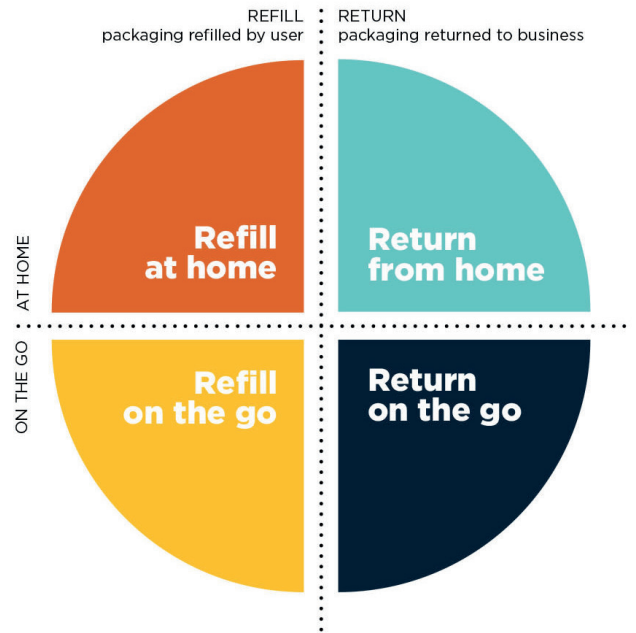 REFILL
packaging refilled by user
RETURN
packaging returned to business
AT HOME
Refill
at home
Return
from home
ON THE GO
Refill
on the go
Return
on the go